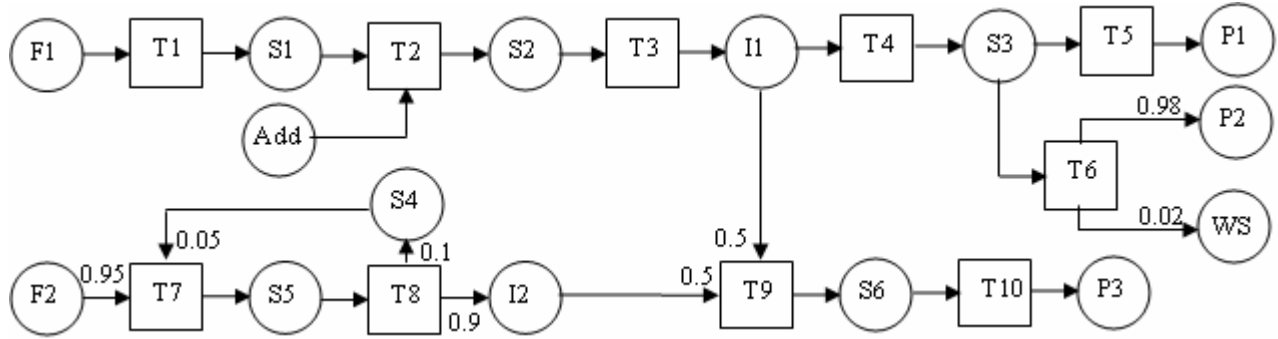 F1 T1 S1 T2 S2 T3 I1 T4 S3 T5 P1
Add
0.98 P2
T6
S4
0.02 WS
0.05 0.1 0.5
F2 0.95 T7 S5 T8 0.9 I2 0.5 T9 S6 T10 P3